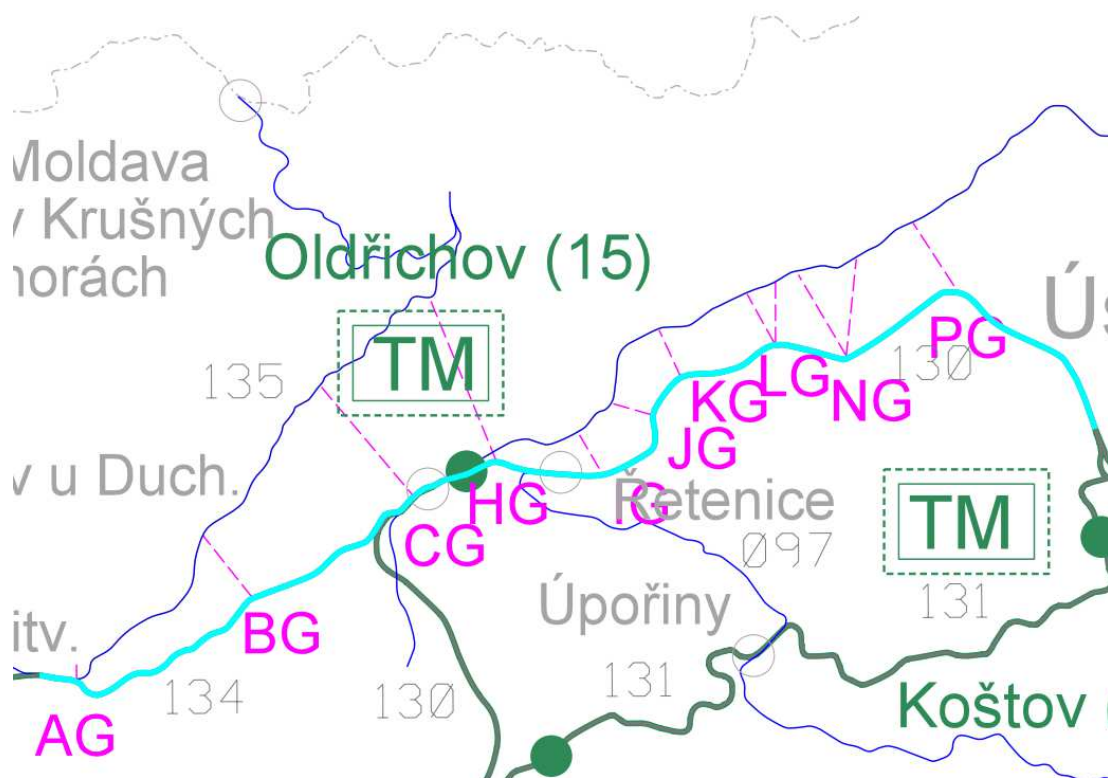 Moldava
v Krušných
horách
Oldřichov (15)
TM
135
Ús
PG
130
LG
KG
NG
JG
v u Duch.
HG
IG
Řetenice
CG
097
TM
131
Úpořiny
BG
itv.
134
130
131
AG
Koštov (